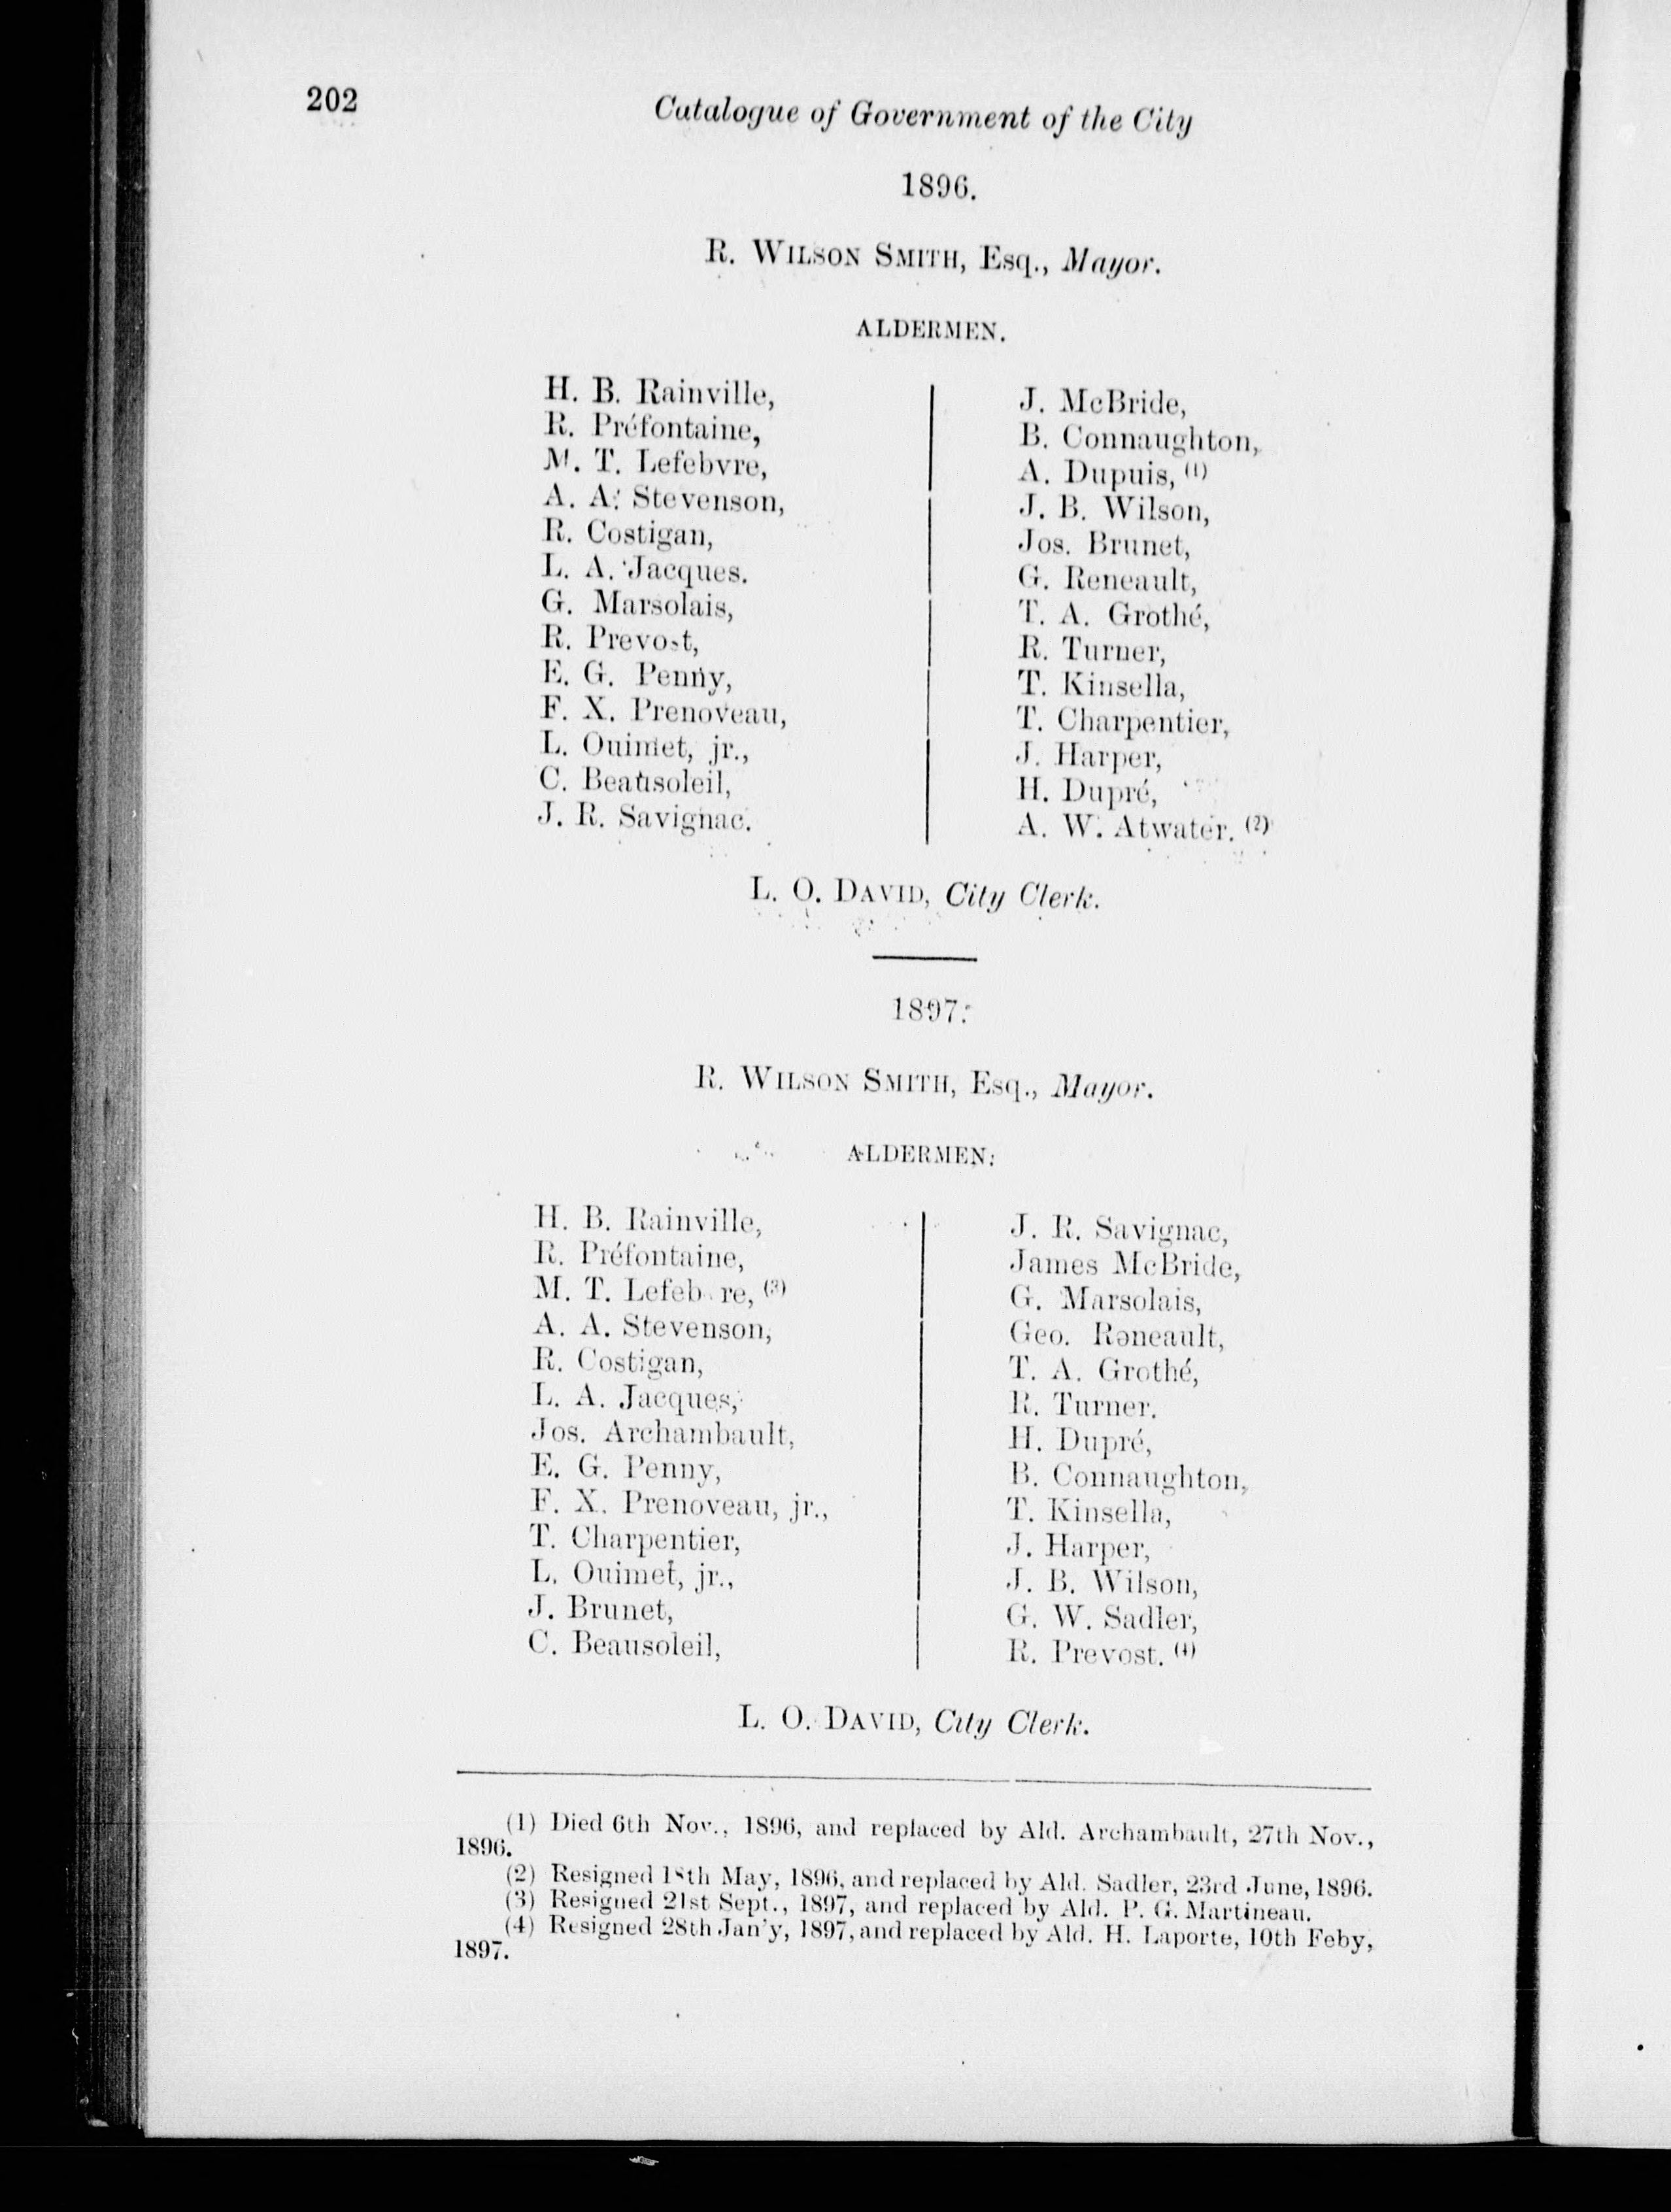 202
Catalogue of Government of the City
1896.
R. WILSON SMITH, Esq., Mayor.
ALDERMEN.
H. B. Rainville,
R. Préfontaine,
M. T. Lefebvre,
A. A. Stevenson,
R. Costigan,
L. A. Jacques.
G. Marsolais,
R. Prevost,
E. G. Penny,
F. X. Prenoveau,
L. Ouimet, jr.,
C. Beausoleil,
J. R. Savignac.
J. McBride,
B. Connaughton,
A. Dupuis, (1)
J. B. Wilson,
Jos. Brunet,
G. Reneault,
T. A. Grothé,
R. Turner,
T. Kinsella,
T. Charpentier,
J. Harper,
H. Dupré,
A. W. Atwater. (2)
L. O. DAVID, City Clerk.
1897.
R. WILSON SMITH, Esq., Mayor.
ALDERMEN.
H. B. Rainville,
R. Préfontaine,
M. T. Lefebvre, (3)
A. A. Stevenson,
R. Costigan,
L. A. Jacques,
Jos. Archambault,
E. G. Penny,
F. X. Prenoveau, jr.,
T. Charpentier,
L. Ouimet, jr.,
J. Brunet,
C. Beausoleil,
J. R. Savignac,
James McBride,
G. Marsolais,
Geo. Reneault,
T. A. Grothé,
R. Turner.
H. Dupré,
B. Connaughton,
T. Kinsella,
J. Harper,
J. B. Wilson,
G. W. Sadler,
R. Prevost. (4)
L. O. DAVID, City Clerk.
(1) Died 6th Nov., 1896, and replaced by Ald. Archambault, 27th Nov.,
1896.
(2) Resigned 18th May, 1896, and replaced by Ald. Sadler, 23rd June, 1896.
(3) Resigned 21st Sept., 1897, and replaced by Ald. P. G. Martineau.
(4) Resigned 28th Jan'y, 1897, and replaced by Ald. H. Laporte, 10th Feby,
1897.